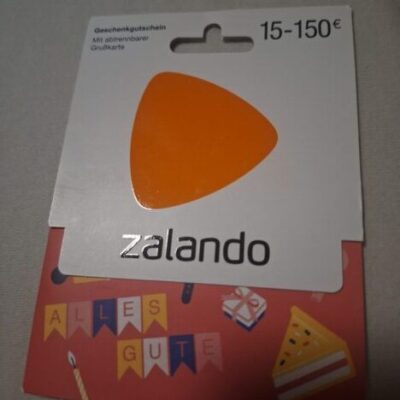 Geschenkgutschein
Mit abtrennbarer
Grußkarte
15-150€
zalando
ALLES
GUTE